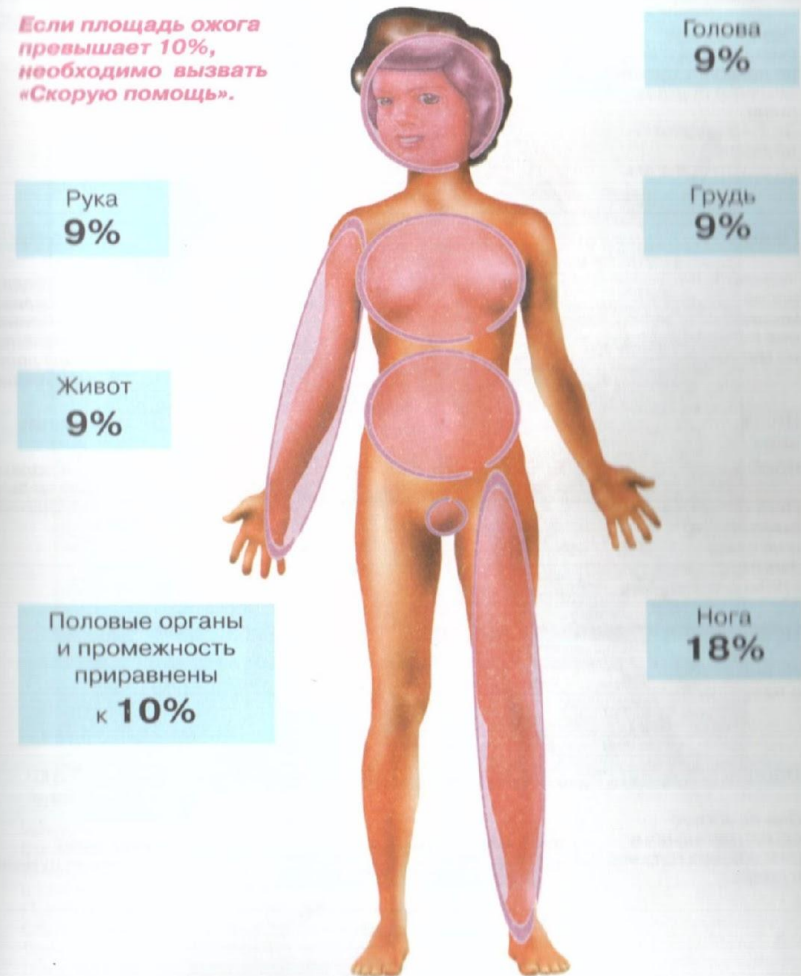 Если площадь ожога
превышает 10%,
необходимо вызвать
«Скорую помощь».
Голова
9%
Рука
9%
Грудь
9%
Живот
9%
Половые органы
и промежность
приравнены
к 10%
Нога
18%